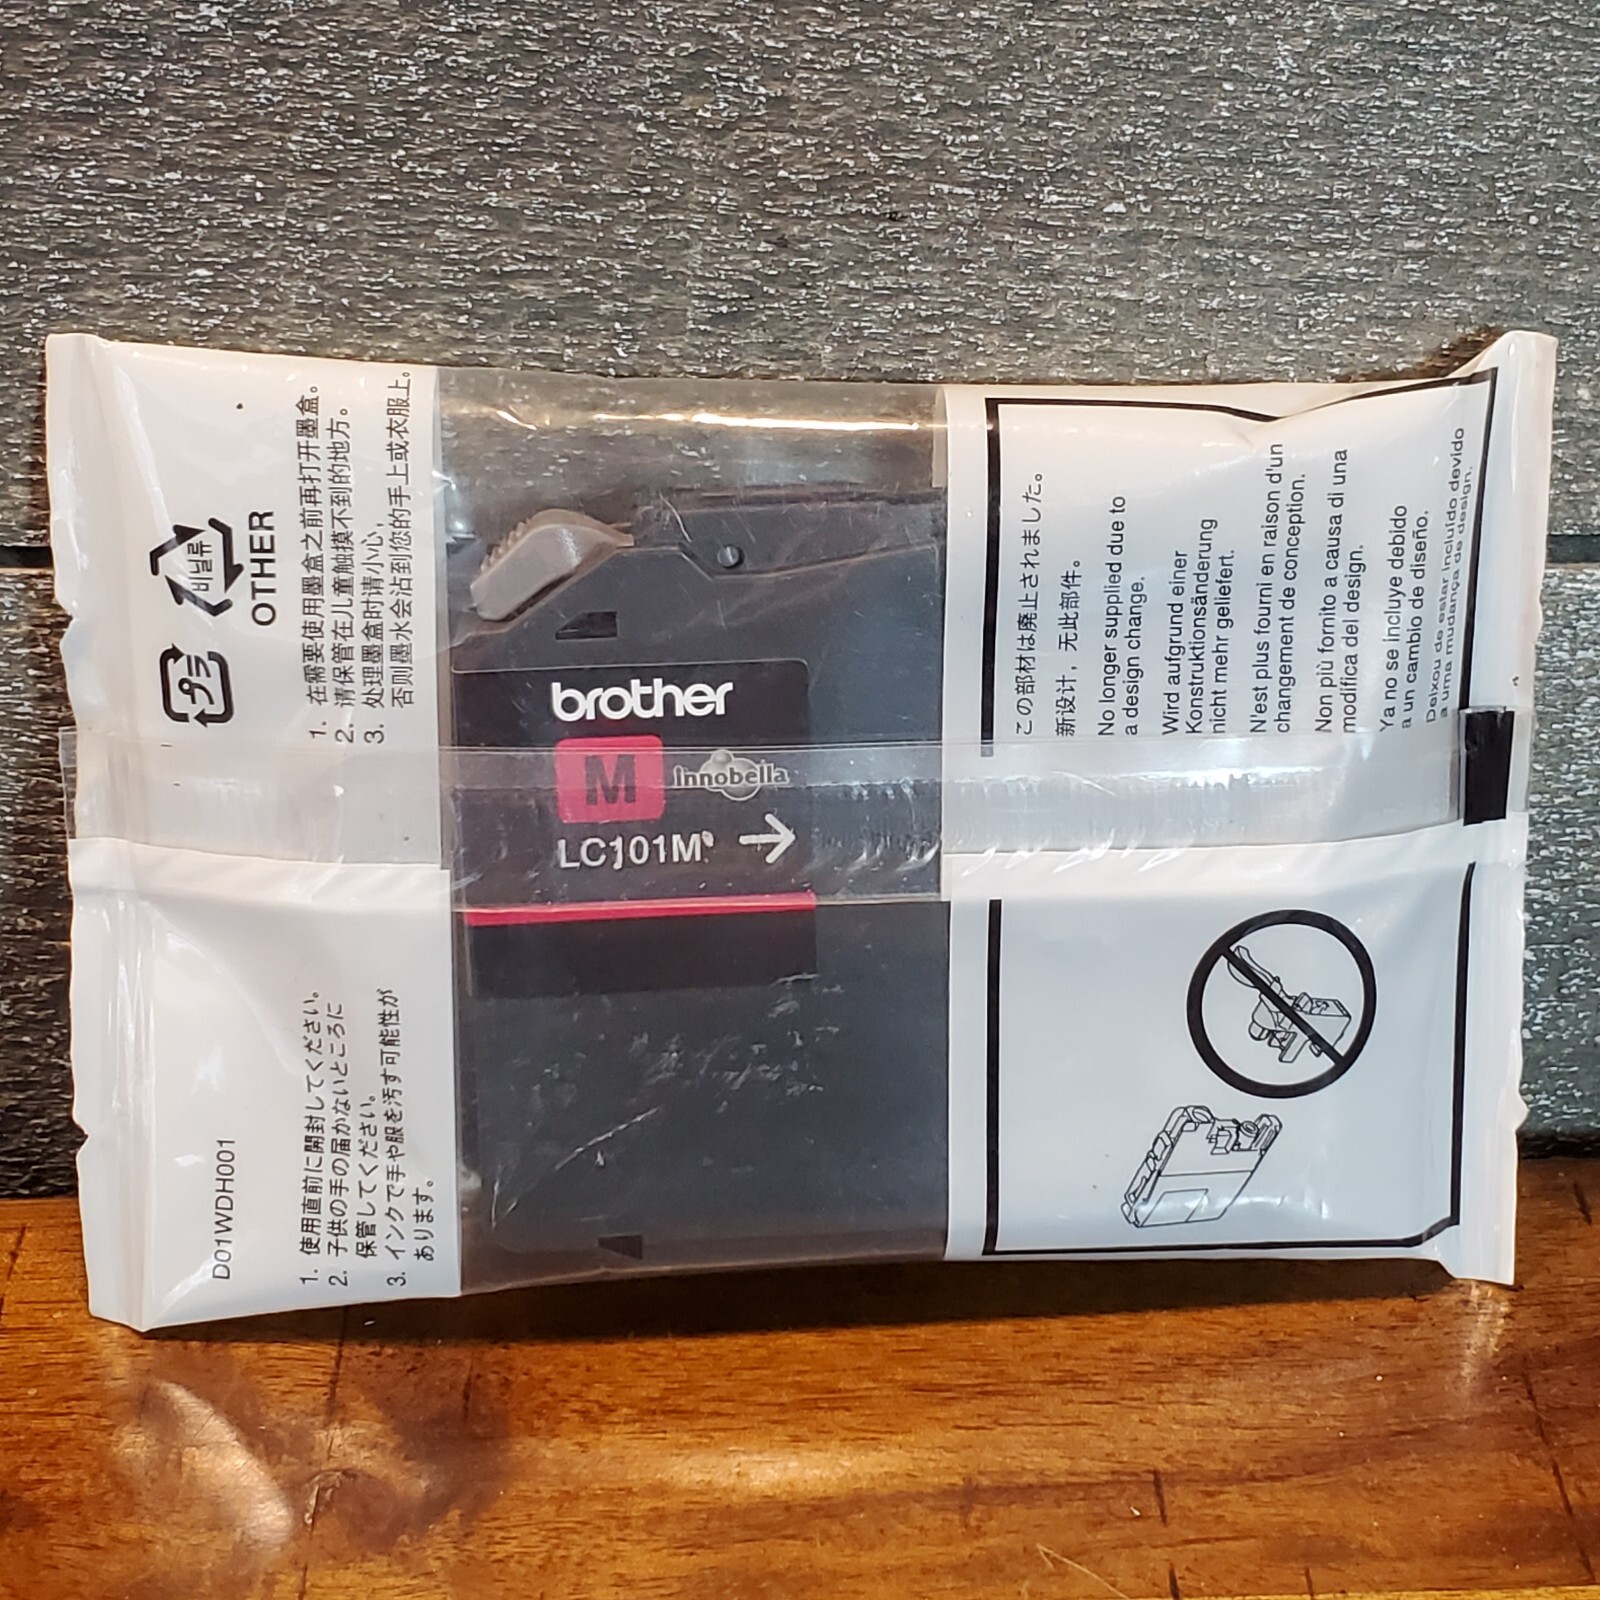 비닐류
OTHER
プラ
1. 在需要使用墨盒之前再打开墨盒。
2. 请保管在儿童触摸不到的地方。
3. 处理墨盒时请小心,
否则墨水会沾到您的手上或衣服上。
D01WDH001
1. 使用直前に開封してください。
2. 子供の手の届かないところに
保管してください。
3. インクで手や服を汚す可能性が
あります。
brother
M
innobella
LC101M
この部材は廃止されました。
新设计，无此部件。
No longer supplied due to
a design change.
Wird aufgrund einer
Konstruktionsänderung
nicht mehr geliefert.
N'est plus fourni en raison d'un
changement de conception.
Non più fornito a causa di una
modifica del design.
Ya no se incluye debido
a un cambio de diseño.
Deixou de estar incluído devido
a uma mudança de design.